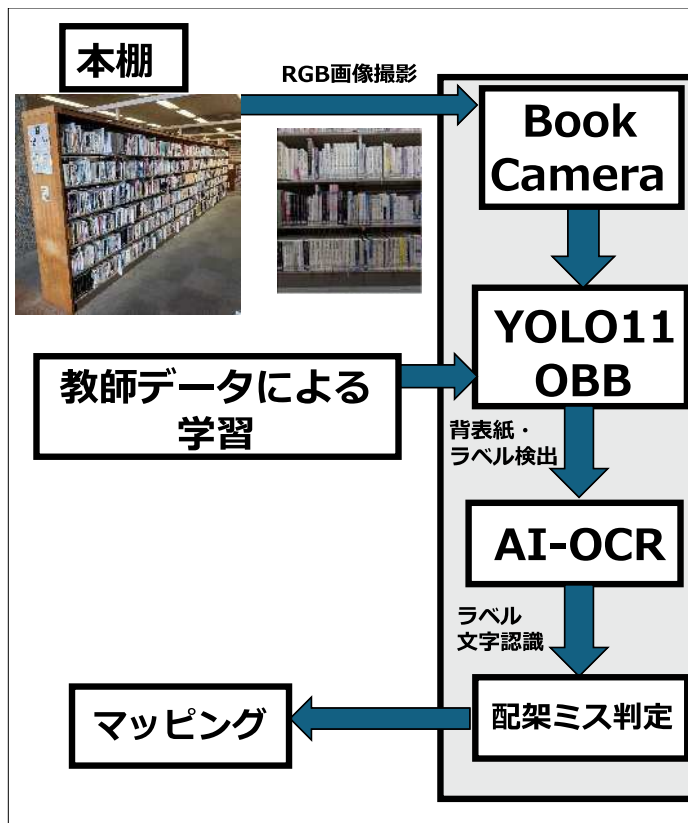 本棚
RGB画像撮影
Book
Camera
YOLO11
OBB
教師データによる
学習
背表紙・
ラベル検出
AI-OCR
ラベル
文字認識
配架ミス判定
マッピング